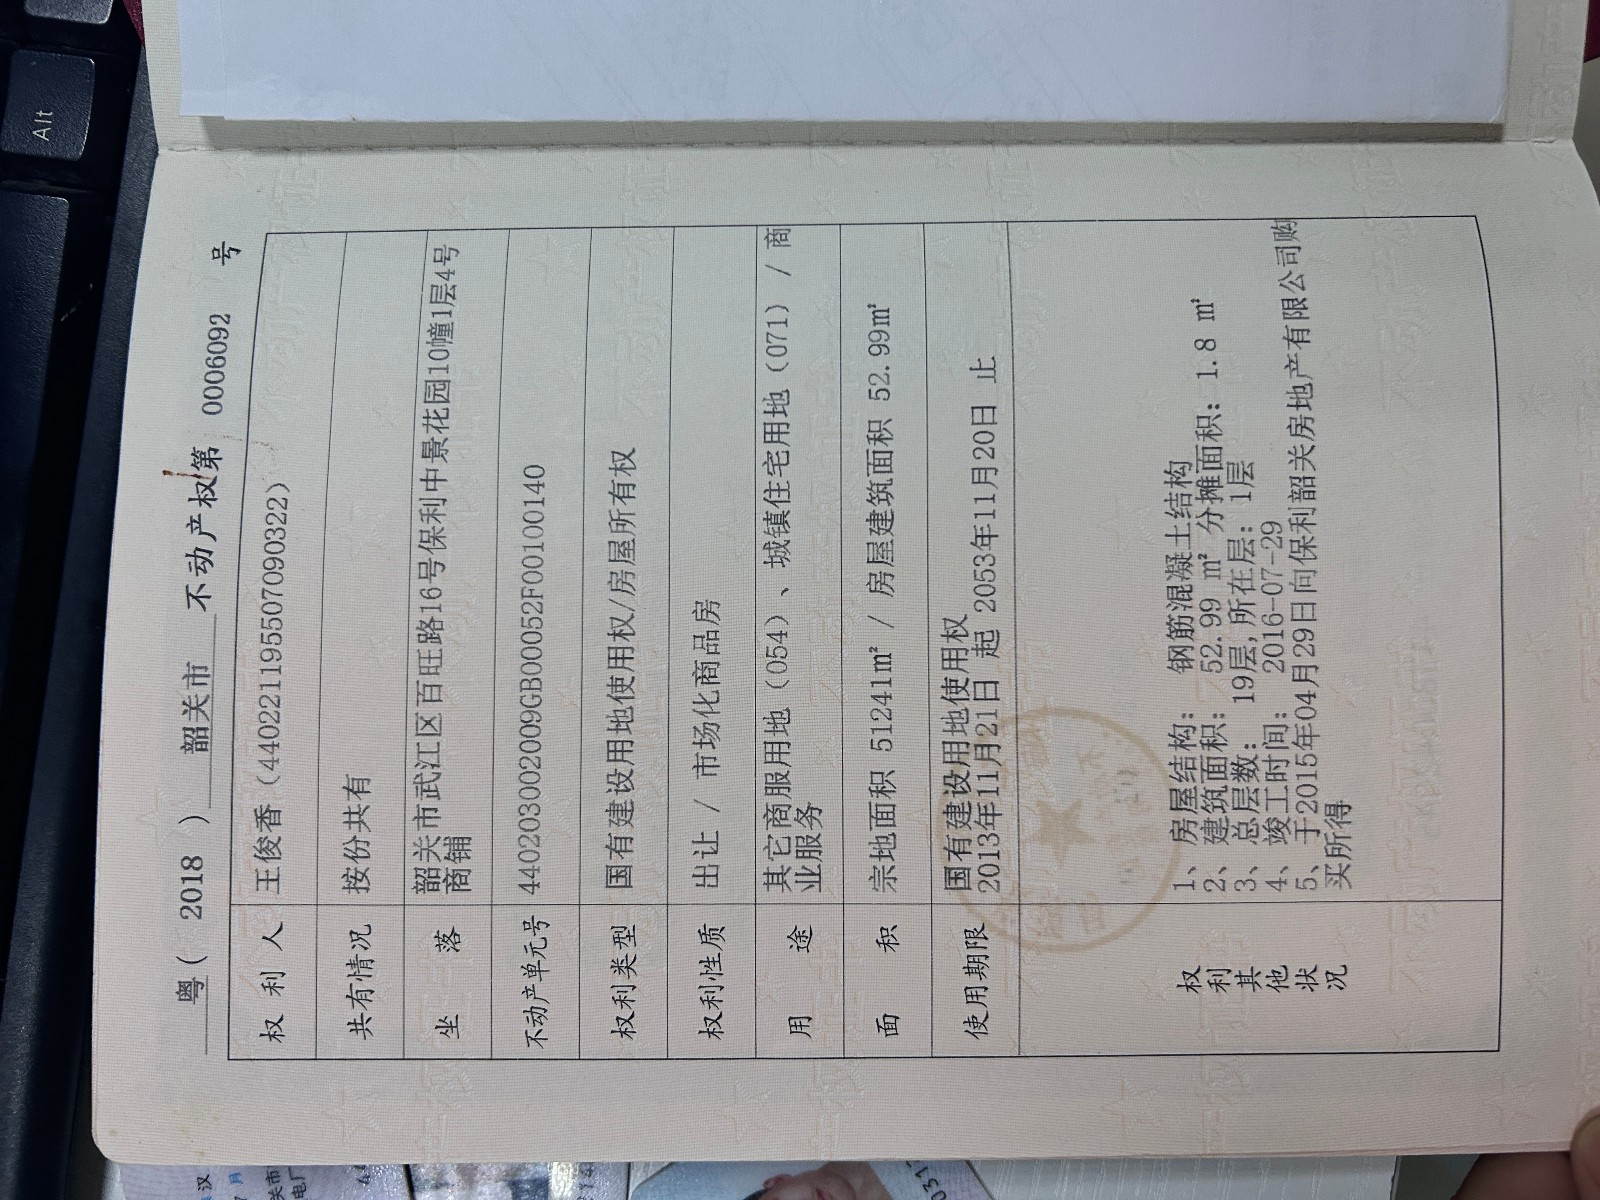 粤（ 2018 ） 韶关市 不动产权第 0006092 号
权利人 王俊香（440221195507090322）
共有情况 按份共有
坐落 韶关市武江区百旺路16号保利中景花园10幢1层4号
商铺
不动产单元号 440203002009GB00052F00100140
权利类型 国有建设用地使用权/房屋所有权
权利性质 出让 / 市场化商品房
用途 其它商服用地（054）、城镇住宅用地（071） / 商
业服务
面积 宗地面积 51241㎡ / 房屋建筑面积 52.99㎡
使用期限 国有建设用地使用权
2013年11月21日 起 2053年11月20日 止
权利其他状况
1、房屋结构： 钢筋混凝土结构
2、建筑面积： 52.99 ㎡ 分摊面积：1.8 ㎡
3、总层数： 19层,所在层：1层
4、竣工时间： 2016-07-29
5、于2015年04月29日向保利韶关房地产有限公司购
买所得
Alt
汉
月
关市
电厂